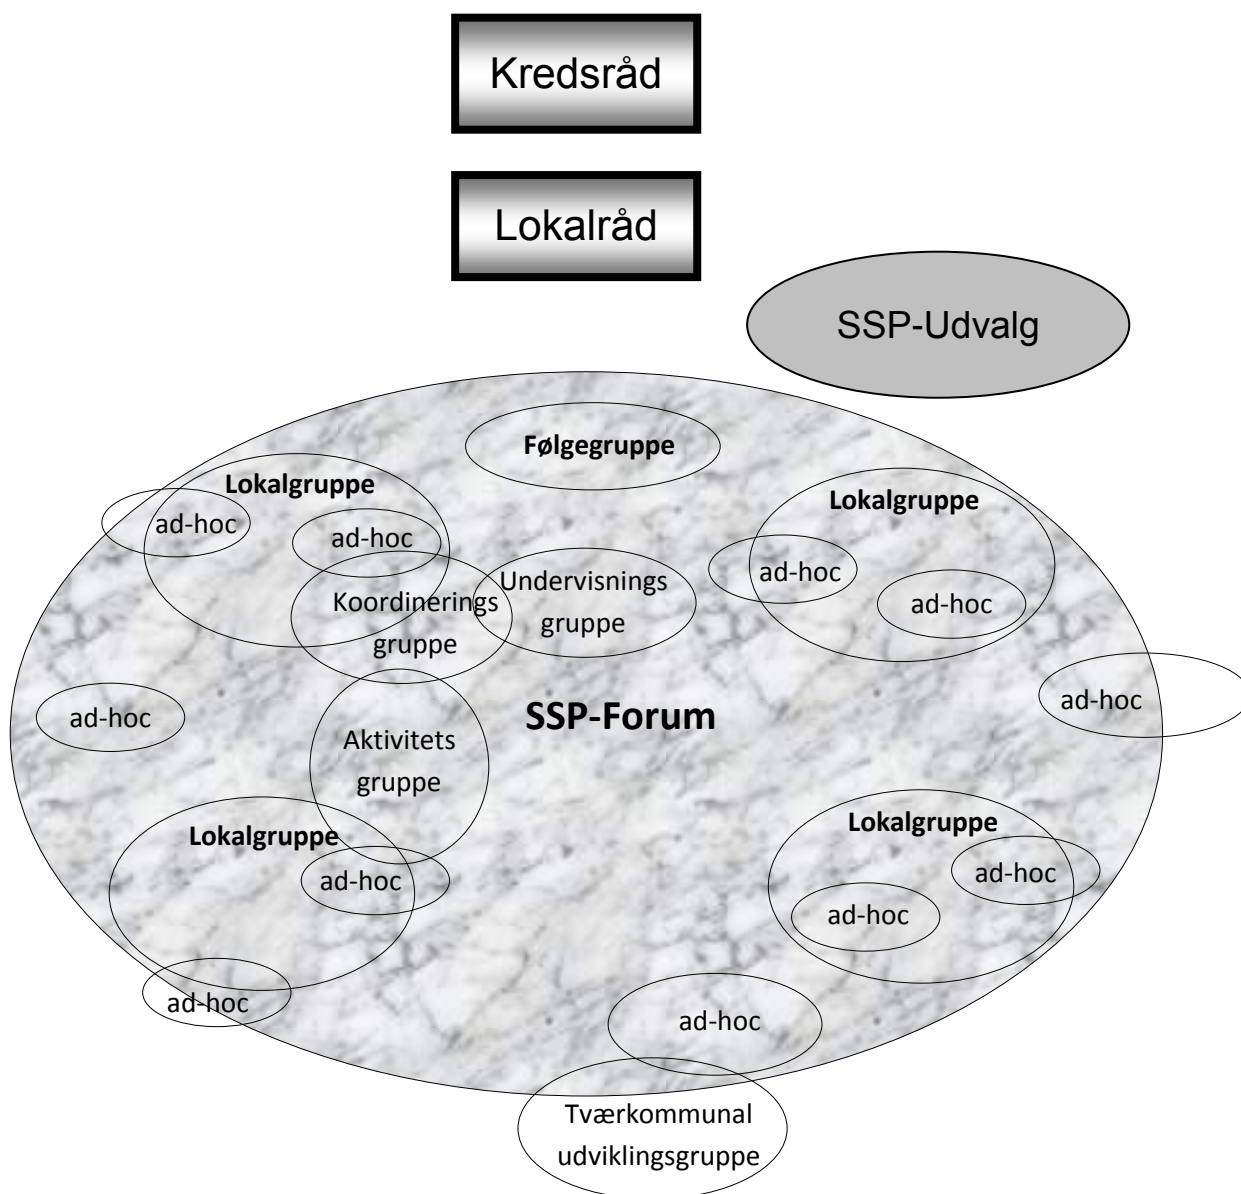 Kredsråd
Lokalråd
SSP-Udvalg
Følgegruppe
Lokalgruppe
ad-hoc
ad-hoc
Lokalgruppe
ad-hoc
ad-hoc
Koordinerings
gruppe
Undervisnings
gruppe
ad-hoc
SSP-Forum
ad-hoc
Aktivitets
gruppe
Lokalgruppe
ad-hoc
ad-hoc
Lokalgruppe
ad-hoc
ad-hoc
ad-hoc
Tværkommunal
udviklingsgruppe